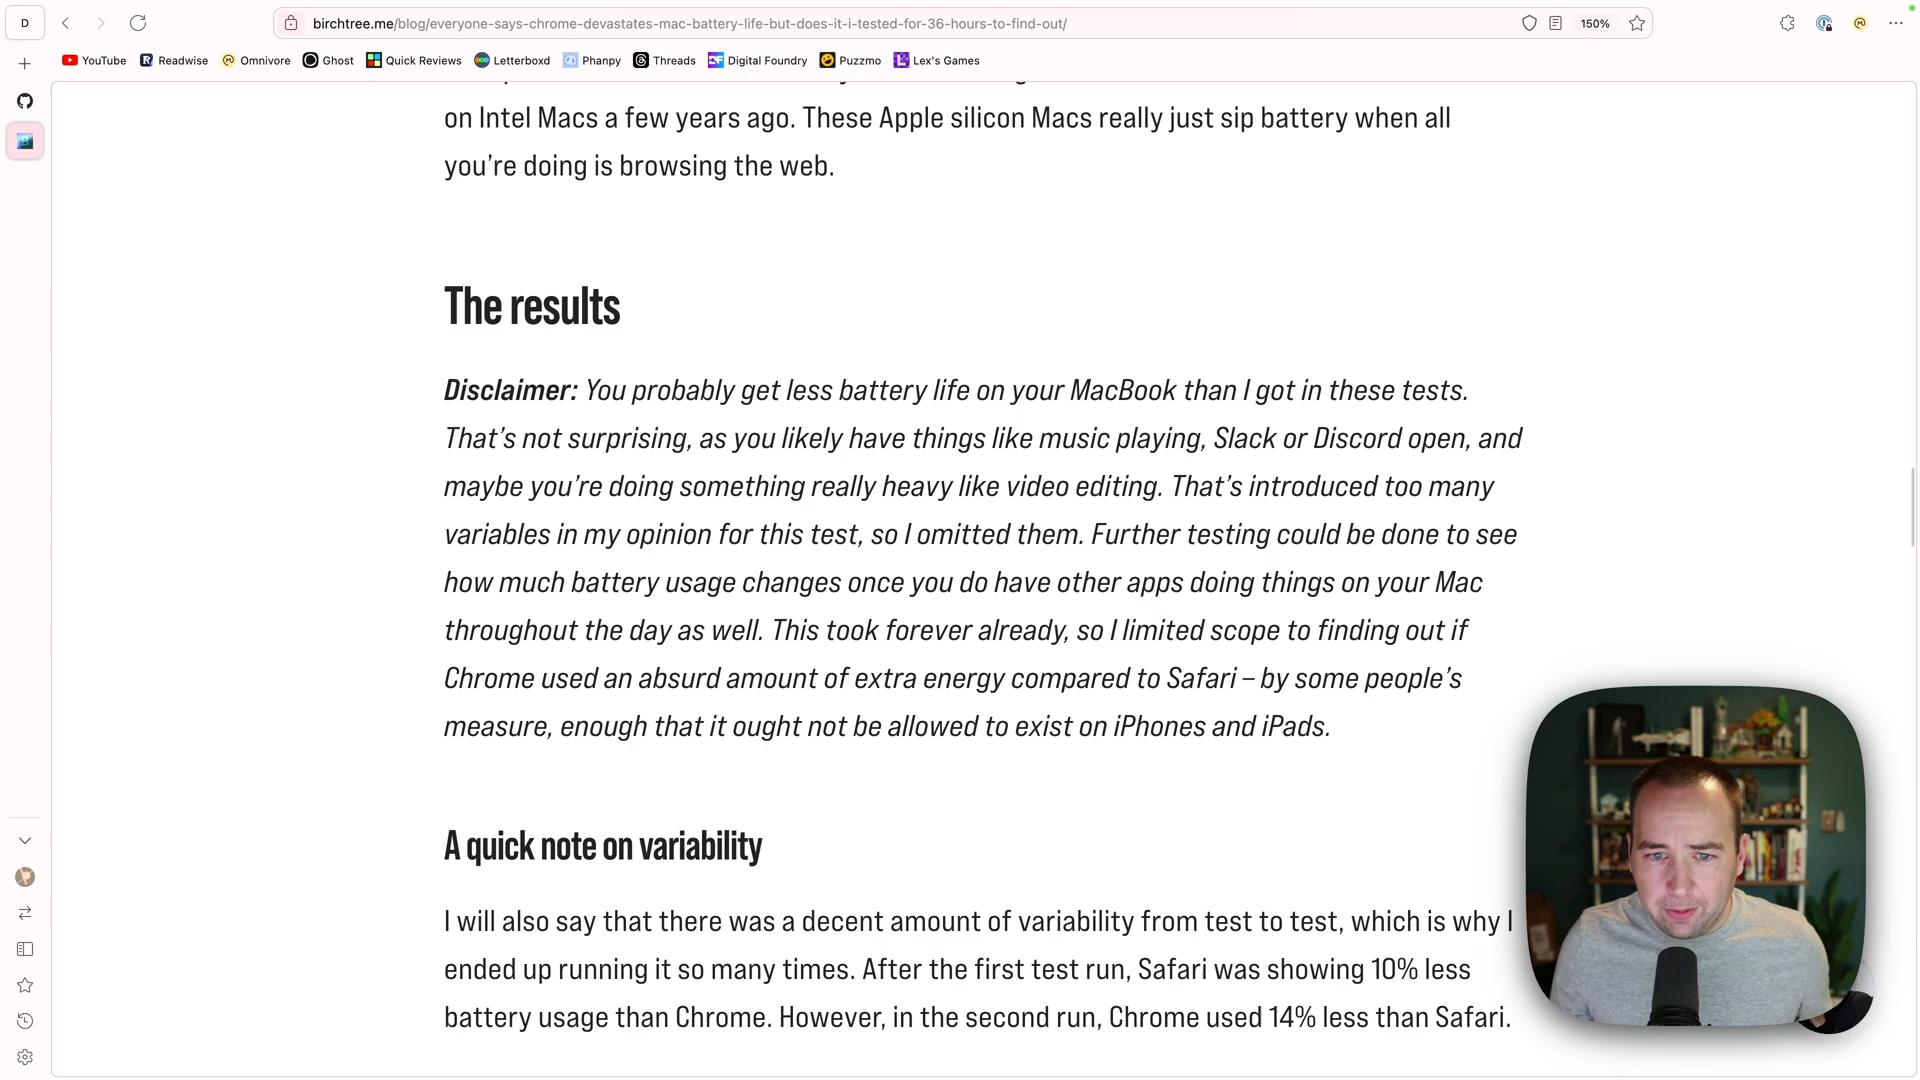 D
birchtree.me/blog/everyone-says-chrome-devastates-mac-battery-life-but-does-it-i-tested-for-36-hours-to-find-out/
150%
YouTube Readwise Omnivore Ghost Quick Reviews Letterboxd Phanpy Threads Digital Foundry Puzzmo Lex's Games
on Intel Macs a few years ago. These Apple silicon Macs really just sip battery when all
you’re doing is browsing the web.
The results
Disclaimer: You probably get less battery life on your MacBook than I got in these tests.
That’s not surprising, as you likely have things like music playing, Slack or Discord open, and
maybe you’re doing something really heavy like video editing. That’s introduced too many
variables in my opinion for this test, so I omitted them. Further testing could be done to see
how much battery usage changes once you do have other apps doing things on your Mac
throughout the day as well. This took forever already, so I limited scope to finding out if
Chrome used an absurd amount of extra energy compared to Safari – by some people’s
measure, enough that it ought not be allowed to exist on iPhones and iPads.
A quick note on variability
I will also say that there was a decent amount of variability from test to test, which is why I
ended up running it so many times. After the first test run, Safari was showing 10% less
battery usage than Chrome. However, in the second run, Chrome used 14% less than Safari.